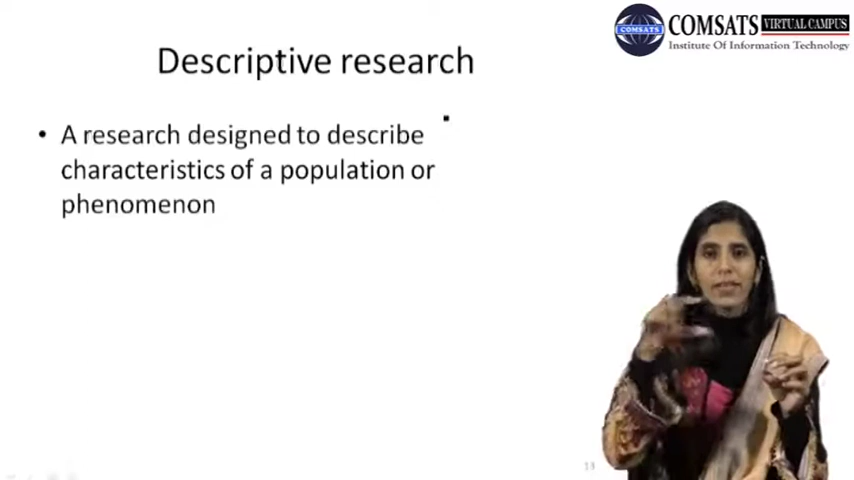 COMSATS VIRTUAL CAMPUS
COMSATS
Institute Of Information Technology
Descriptive research
• A research designed to describe
characteristics of a population or
phenomenon
13